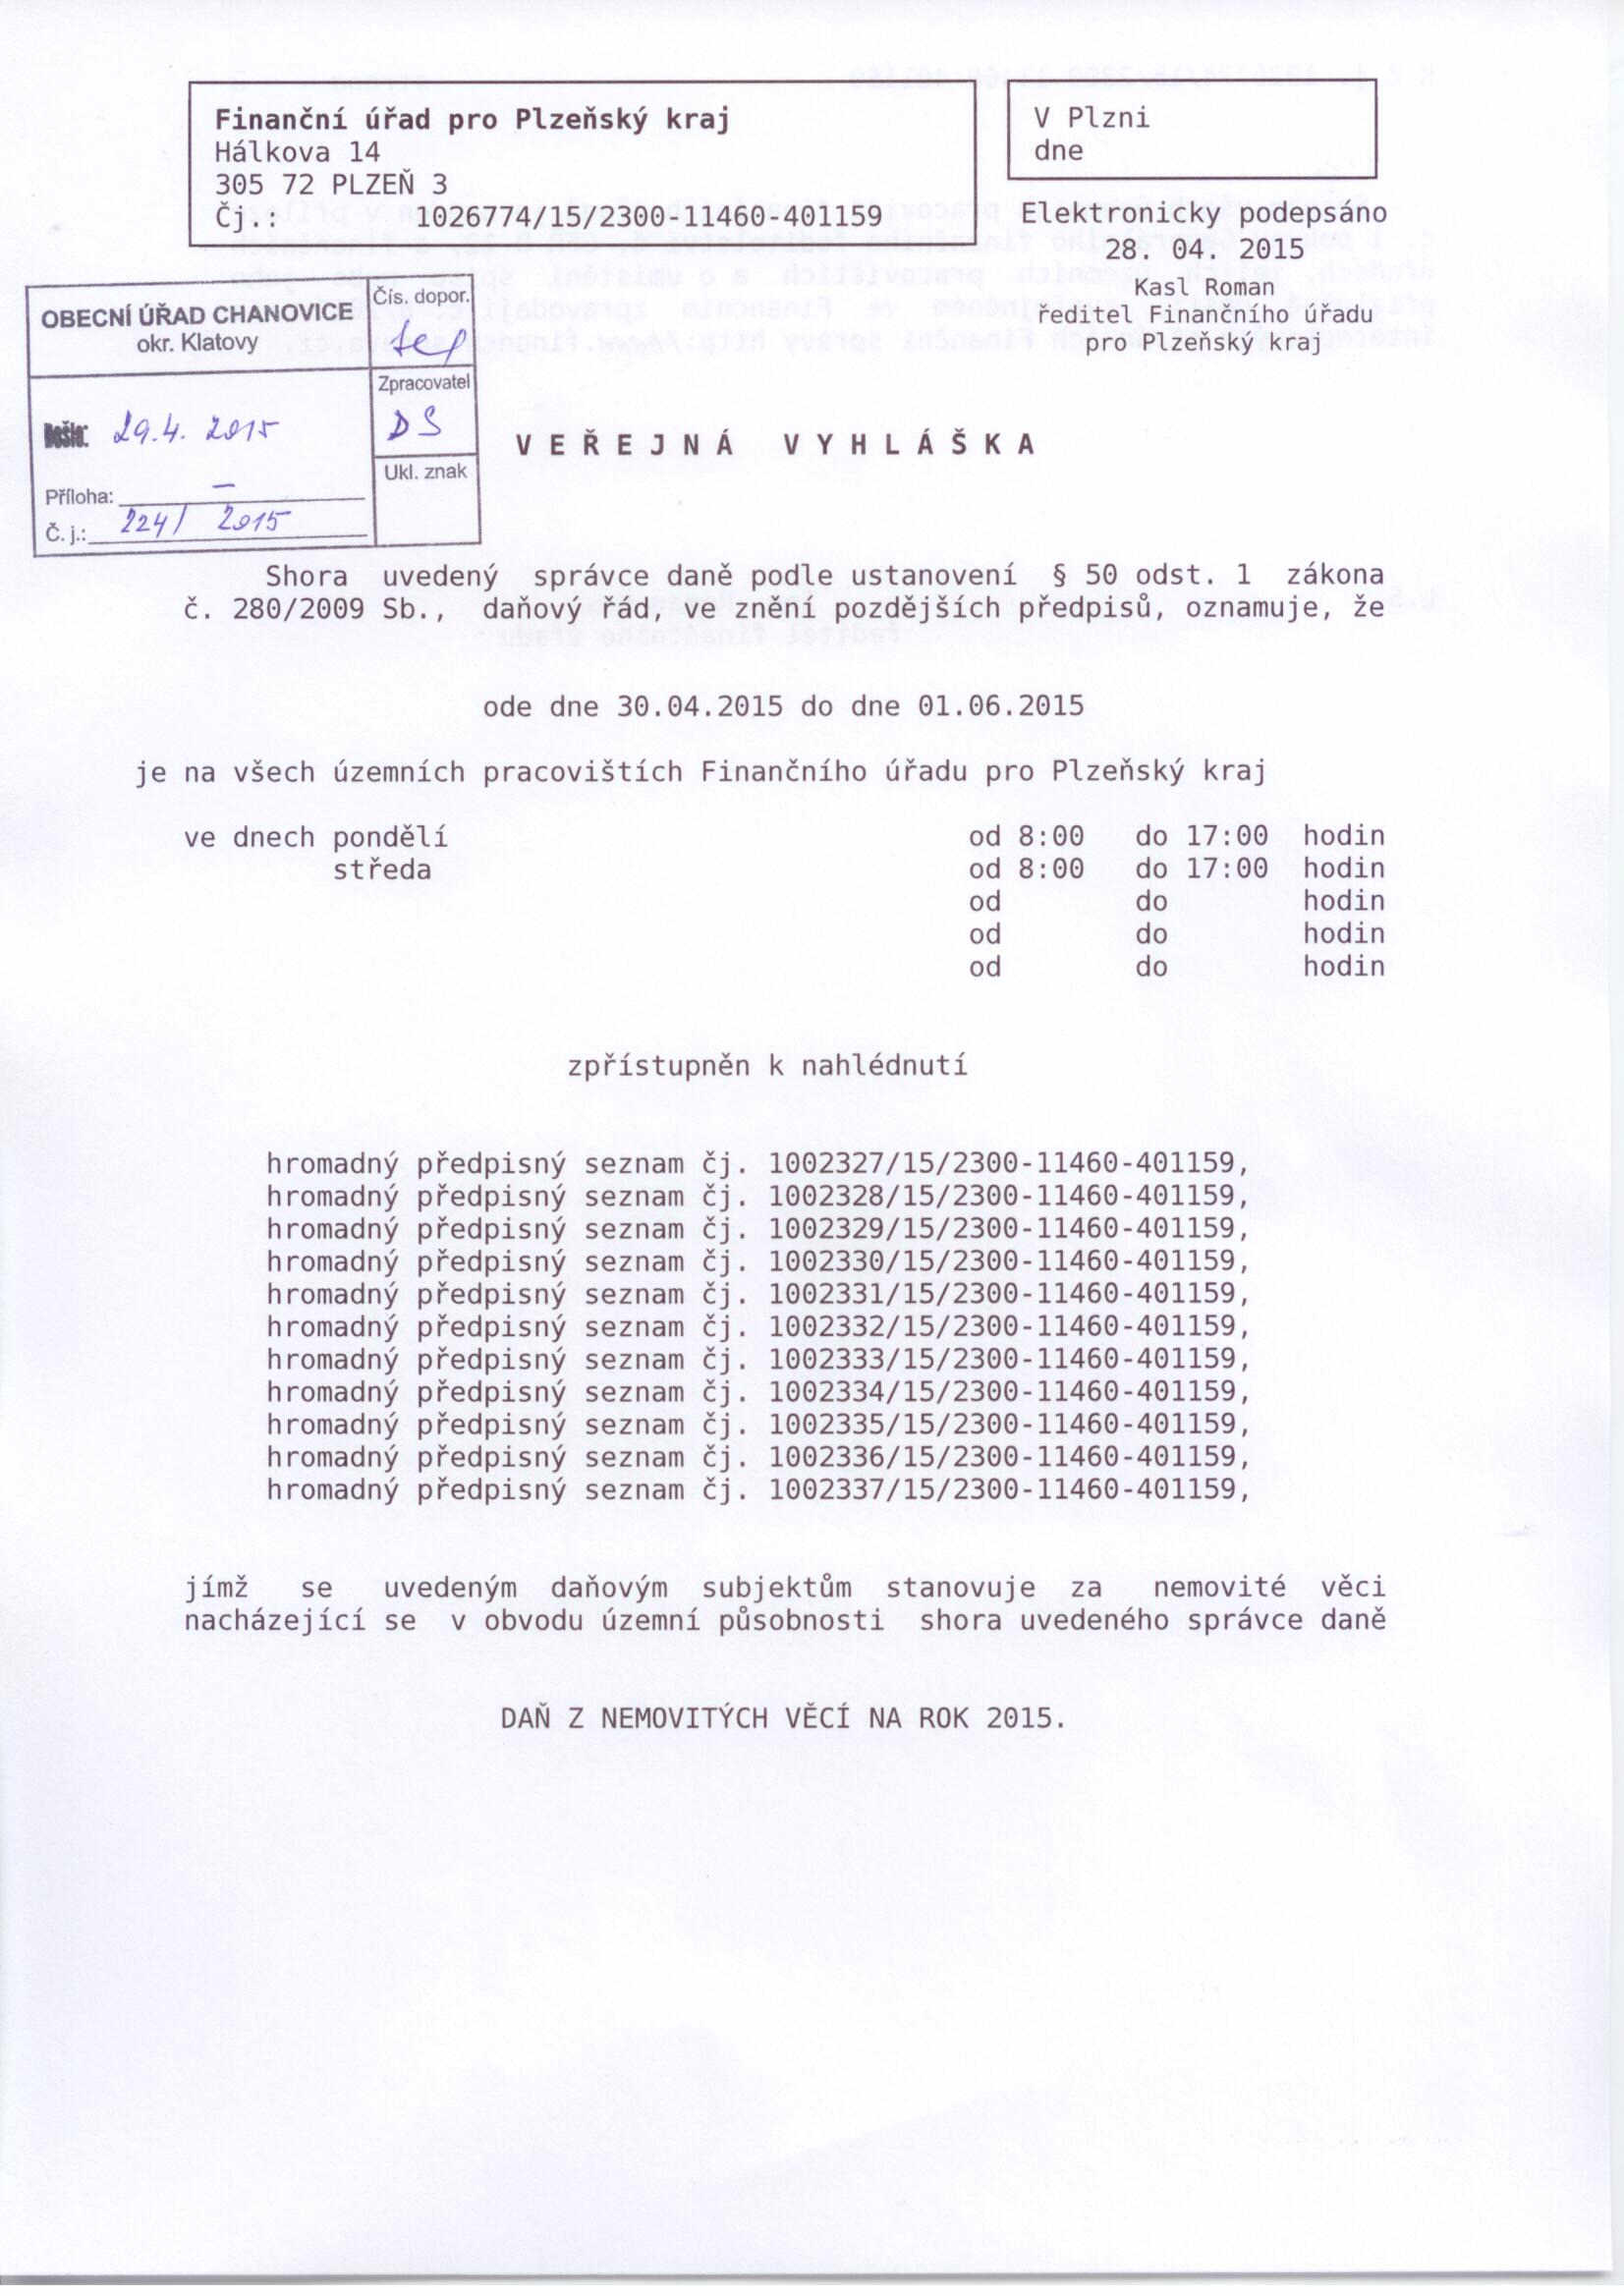 Finanční úřad pro Plzeňský kraj
Hálkova 14
305 72 PLZEŇ 3
Čj.: 1026774/15/2300-11460-401159
V Plzni
dne
Elektronicky podepsáno
28. 04. 2015
Kasl Roman
ředitel Finančního úřadu
pro Plzeňský kraj
OBECNÍ ÚŘAD CHANOVICE
okr. Klatovy
Čís. dopor.
Zpracovatel
DS
Došlo: 29.4. 2015
Ukl. znak
Příloha: –
Č. j.: 224/ 2015
VEŘEJNÁ VYHLÁŠKA
Shora uvedený správce daně podle ustanovení § 50 odst. 1 zákona
č. 280/2009 Sb., daňový řád, ve znění pozdějších předpisů, oznamuje, že
ode dne 30.04.2015 do dne 01.06.2015
je na všech územních pracovištích Finančního úřadu pro Plzeňský kraj
ve dnech pondělí od 8:00 do 17:00 hodin
středa od 8:00 do 17:00 hodin
od do hodin
od do hodin
od do hodin
zpřístupněn k nahlédnutí
hromadný předpisný seznam čj. 1002327/15/2300-11460-401159,
hromadný předpisný seznam čj. 1002328/15/2300-11460-401159,
hromadný předpisný seznam čj. 1002329/15/2300-11460-401159,
hromadný předpisný seznam čj. 1002330/15/2300-11460-401159,
hromadný předpisný seznam čj. 1002331/15/2300-11460-401159,
hromadný předpisný seznam čj. 1002332/15/2300-11460-401159,
hromadný předpisný seznam čj. 1002333/15/2300-11460-401159,
hromadný předpisný seznam čj. 1002334/15/2300-11460-401159,
hromadný předpisný seznam čj. 1002335/15/2300-11460-401159,
hromadný předpisný seznam čj. 1002336/15/2300-11460-401159,
hromadný předpisný seznam čj. 1002337/15/2300-11460-401159,
jímž se uvedeným daňovým subjektům stanovuje za nemovité věci
nacházející se v obvodu územní působnosti shora uvedeného správce daně
DAŇ Z NEMOVITÝCH VĚCÍ NA ROK 2015.